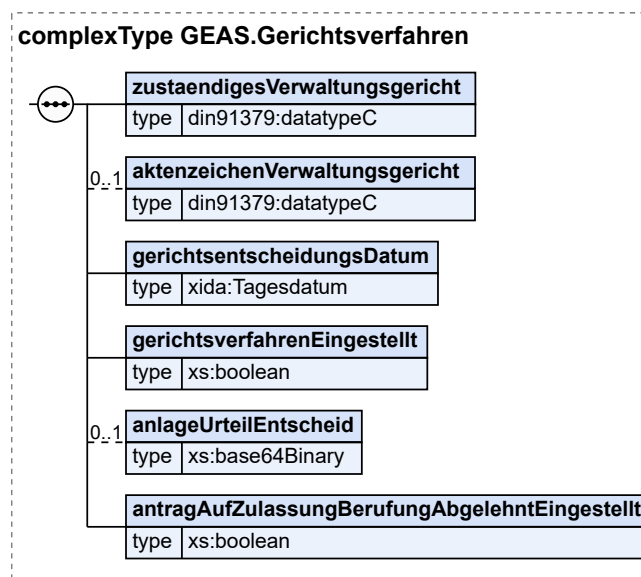 complexType GEAS.Gerichtsverfahren
zustaendigesVerwaltungsgericht
type din91379:datatypeC
0..1
aktenzeichenVerwaltungsgericht
type din91379:datatypeC
gerichtsentscheidungsDatum
type xida:Tagesdatum
gerichtsverfahrenEingestellt
type xs:boolean
0..1
anlageUrteilEntscheid
type xs:base64Binary
antragAufZulassungBerufungAbgelehntEingestellt
type xs:boolean